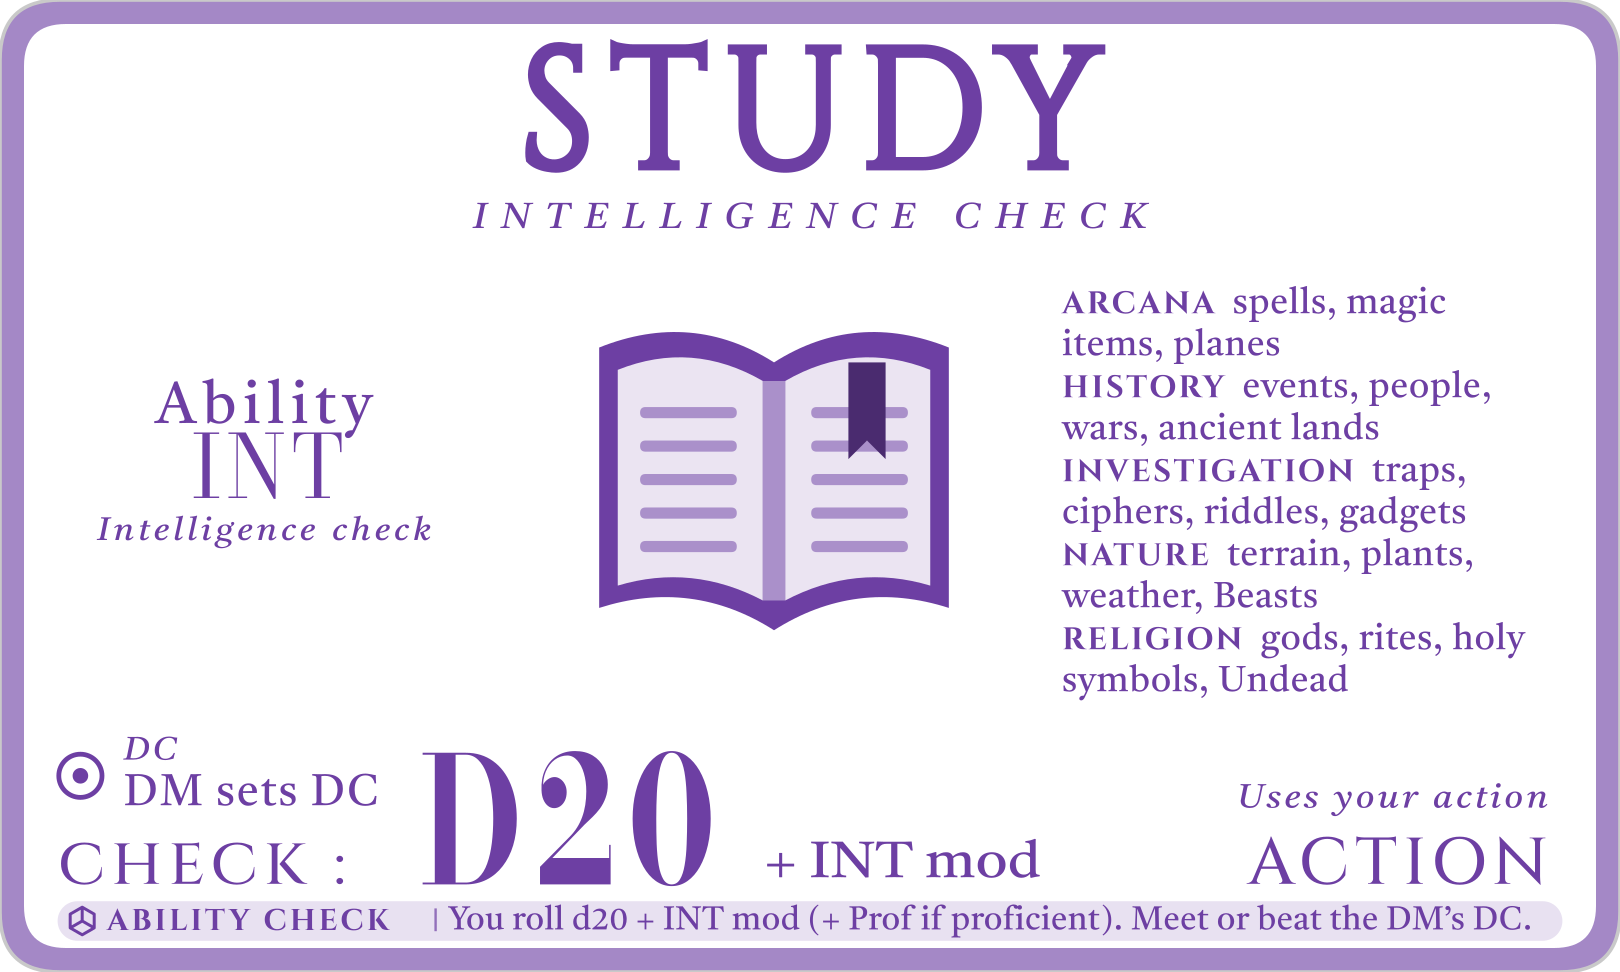 STUDY
INTELLIGENCE CHECK
Ability
INT
Intelligence check
ARCANA spells, magic
items, planes
HISTORY events, people,
wars, ancient lands
INVESTIGATION traps,
ciphers, riddles, gadgets
NATURE terrain, plants,
weather, Beasts
RELIGION gods, rites, holy
symbols, Undead
DC
DM sets DC
CHECK : D20 + INT mod
Uses your action
ACTION
ABILITY CHECK | You roll d20 + INT mod (+ Prof if proficient). Meet or beat the DM’s DC.